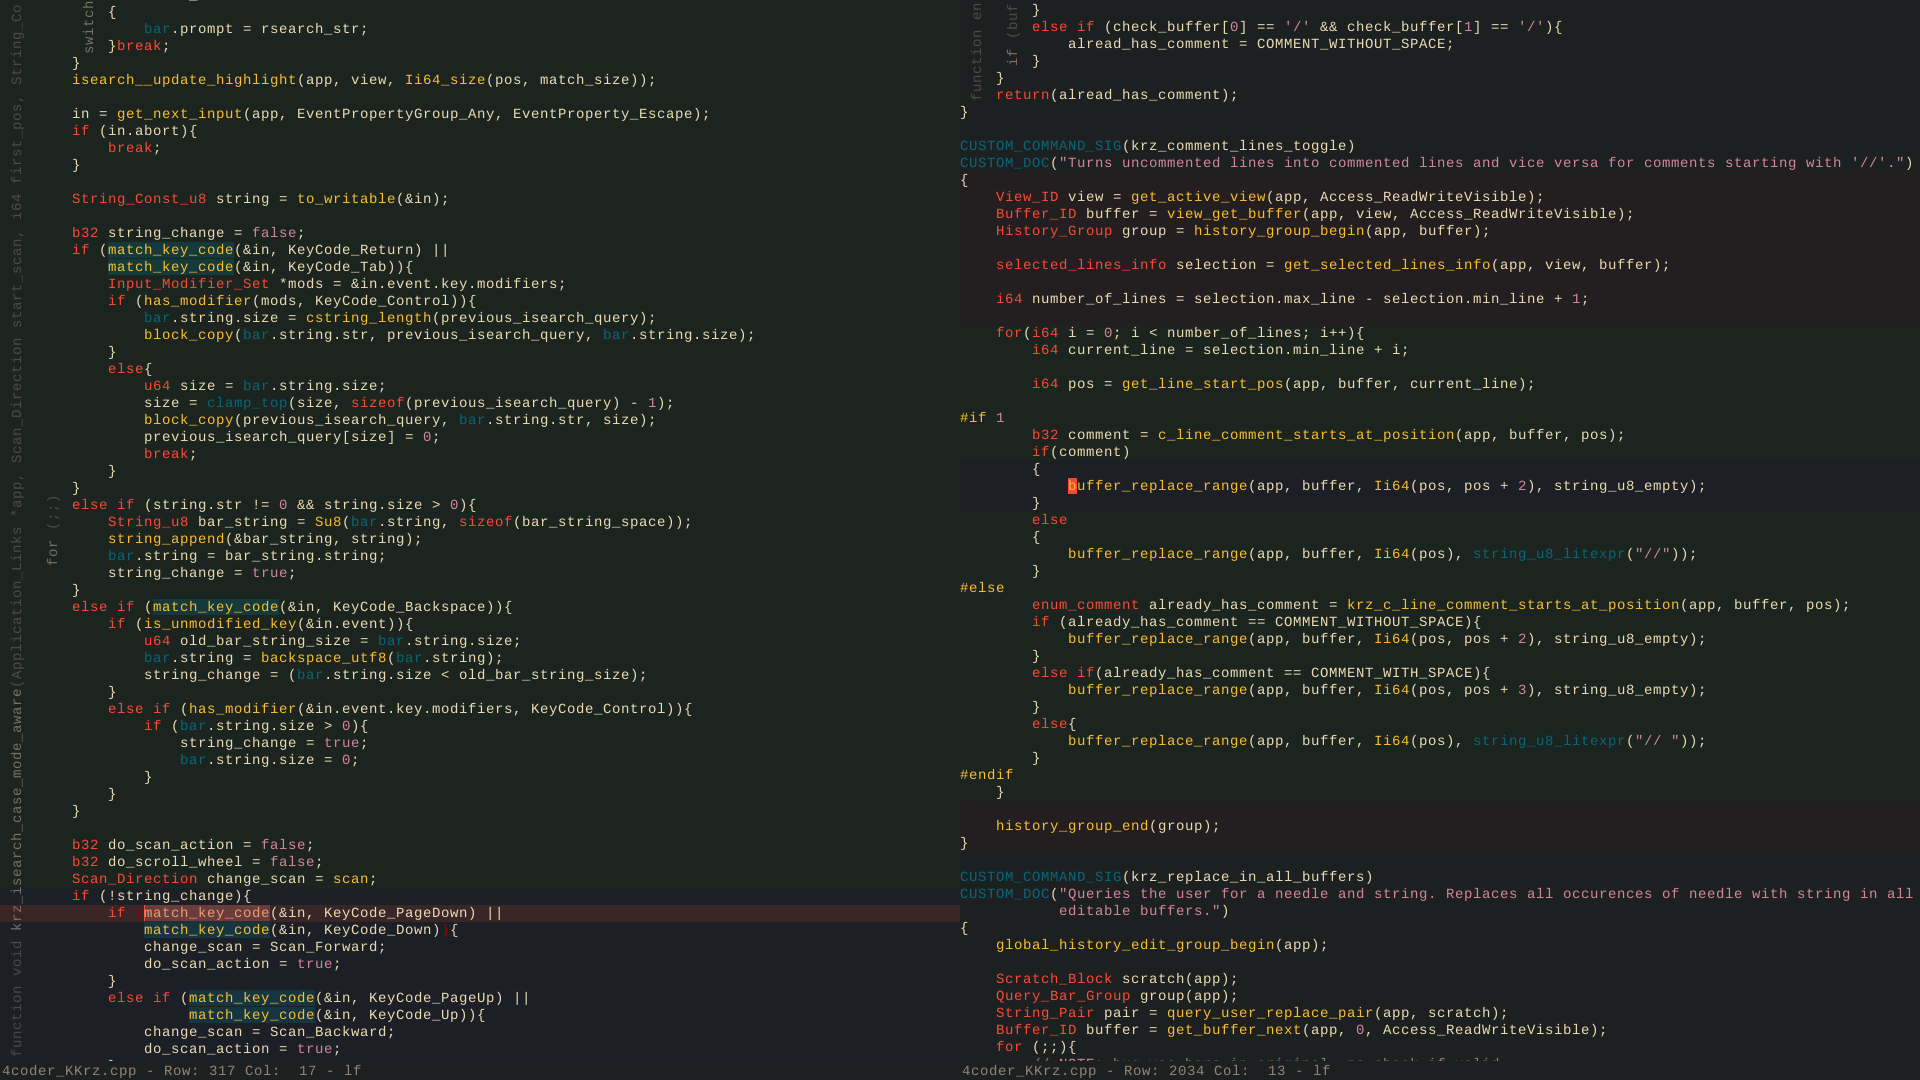 {
bar.prompt = rsearch_str;
}break;
}
isearch__update_highlight(app, view, Ii64_size(pos, match_size));
in = get_next_input(app, EventPropertyGroup_Any, EventProperty_Escape);
if (in.abort){
break;
}
String_Const_u8 string = to_writable(&in);
b32 string_change = false;
if (match_key_code(&in, KeyCode_Return) ||
match_key_code(&in, KeyCode_Tab)){
Input_Modifier_Set *mods = &in.event.key.modifiers;
if (has_modifier(mods, KeyCode_Control)){
bar.string.size = cstring_length(previous_isearch_query);
block_copy(bar.string.str, previous_isearch_query, bar.string.size);
}
else{
u64 size = bar.string.size;
size = clamp_top(size, sizeof(previous_isearch_query) - 1);
block_copy(previous_isearch_query, bar.string.str, size);
previous_isearch_query[size] = 0;
break;
}
}
else if (string.str != 0 && string.size > 0){
String_u8 bar_string = Su8(bar.string, sizeof(bar_string_space));
string_append(&bar_string, string);
bar.string = bar_string.string;
string_change = true;
}
else if (match_key_code(&in, KeyCode_Backspace)){
if (is_unmodified_key(&in.event)){
u64 old_bar_string_size = bar.string.size;
bar.string = backspace_utf8(bar.string);
string_change = (bar.string.size < old_bar_string_size);
}
else if (has_modifier(&in.event.key.modifiers, KeyCode_Control)){
if (bar.string.size > 0){
string_change = true;
bar.string.size = 0;
}
}
}
b32 do_scan_action = false;
b32 do_scroll_wheel = false;
Scan_Direction change_scan = scan;
if (!string_change){
if (match_key_code(&in, KeyCode_PageDown) ||
match_key_code(&in, KeyCode_Down)){
change_scan = Scan_Forward;
do_scan_action = true;
}
else if (match_key_code(&in, KeyCode_PageUp) ||
match_key_code(&in, KeyCode_Up)){
change_scan = Scan_Backward;
do_scan_action = true;
function void krz_isearch_case_mode_aware(Application_Links *app, Scan_Direction start_scan, i64 first_pos, String_Co
for (;;)
switch
4coder_KKrz.cpp - Row: 317 Col:  17 - lf
}
else if (check_buffer[0] == '/' && check_buffer[1] == '/'){
alread_has_comment = COMMENT_WITHOUT_SPACE;
}
}
return(alread_has_comment);
}
function en
if (buf
CUSTOM_COMMAND_SIG(krz_comment_lines_toggle)
CUSTOM_DOC("Turns uncommented lines into commented lines and vice versa for comments starting with '//'.")
{
View_ID view = get_active_view(app, Access_ReadWriteVisible);
Buffer_ID buffer = view_get_buffer(app, view, Access_ReadWriteVisible);
History_Group group = history_group_begin(app, buffer);
selected_lines_info selection = get_selected_lines_info(app, view, buffer);
i64 number_of_lines = selection.max_line - selection.min_line + 1;
for(i64 i = 0; i < number_of_lines; i++){
i64 current_line = selection.min_line + i;
i64 pos = get_line_start_pos(app, buffer, current_line);
#if 1
b32 comment = c_line_comment_starts_at_position(app, buffer, pos);
if(comment)
{
buffer_replace_range(app, buffer, Ii64(pos, pos + 2), string_u8_empty);
}
else
{
buffer_replace_range(app, buffer, Ii64(pos), string_u8_litexpr("//"));
}
#else
enum_comment already_has_comment = krz_c_line_comment_starts_at_position(app, buffer, pos);
if (already_has_comment == COMMENT_WITHOUT_SPACE){
buffer_replace_range(app, buffer, Ii64(pos, pos + 2), string_u8_empty);
}
else if(already_has_comment == COMMENT_WITH_SPACE){
buffer_replace_range(app, buffer, Ii64(pos, pos + 3), string_u8_empty);
}
else{
buffer_replace_range(app, buffer, Ii64(pos), string_u8_litexpr("// "));
}
#endif
}
history_group_end(group);
}
CUSTOM_COMMAND_SIG(krz_replace_in_all_buffers)
CUSTOM_DOC("Queries the user for a needle and string. Replaces all occurences of needle with string in all
editable buffers.")
{
global_history_edit_group_begin(app);
Scratch_Block scratch(app);
Query_Bar_Group group(app);
String_Pair pair = query_user_replace_pair(app, scratch);
Buffer_ID buffer = get_buffer_next(app, 0, Access_ReadWriteVisible);
for (;;){
4coder_KKrz.cpp - Row: 2034 Col:  13 - lf